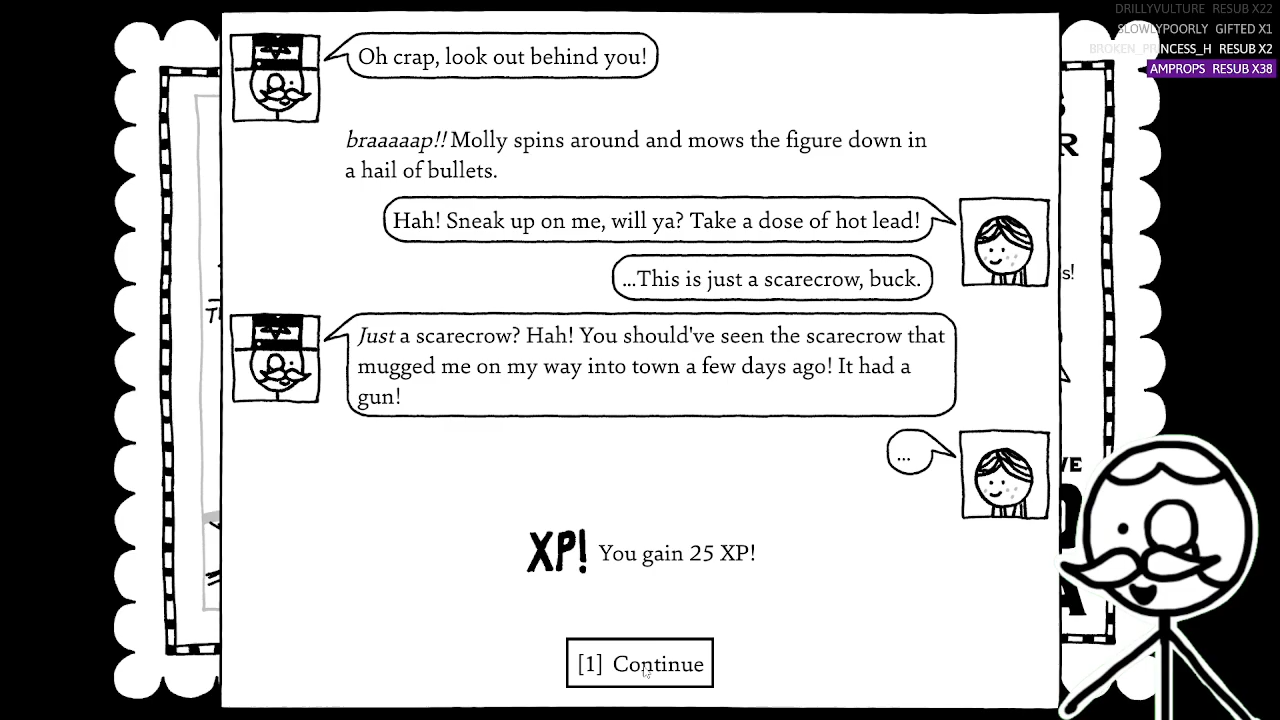 DRILLYVULTURE RESUB X22
SLOWLYPOORLY GIFTED X1
BROKEN_PRINCESS_H RESUB X2
AMPROPS RESUB X38
Oh crap, look out behind you!
braaaaap!! Molly spins around and mows the figure down in
a hail of bullets.
Hah! Sneak up on me, will ya? Take a dose of hot lead!
...This is just a scarecrow, buck.
Just a scarecrow? Hah! You should've seen the scarecrow that
mugged me on my way into town a few days ago! It had a
gun!
...
XP! You gain 25 XP!
[1] Continue